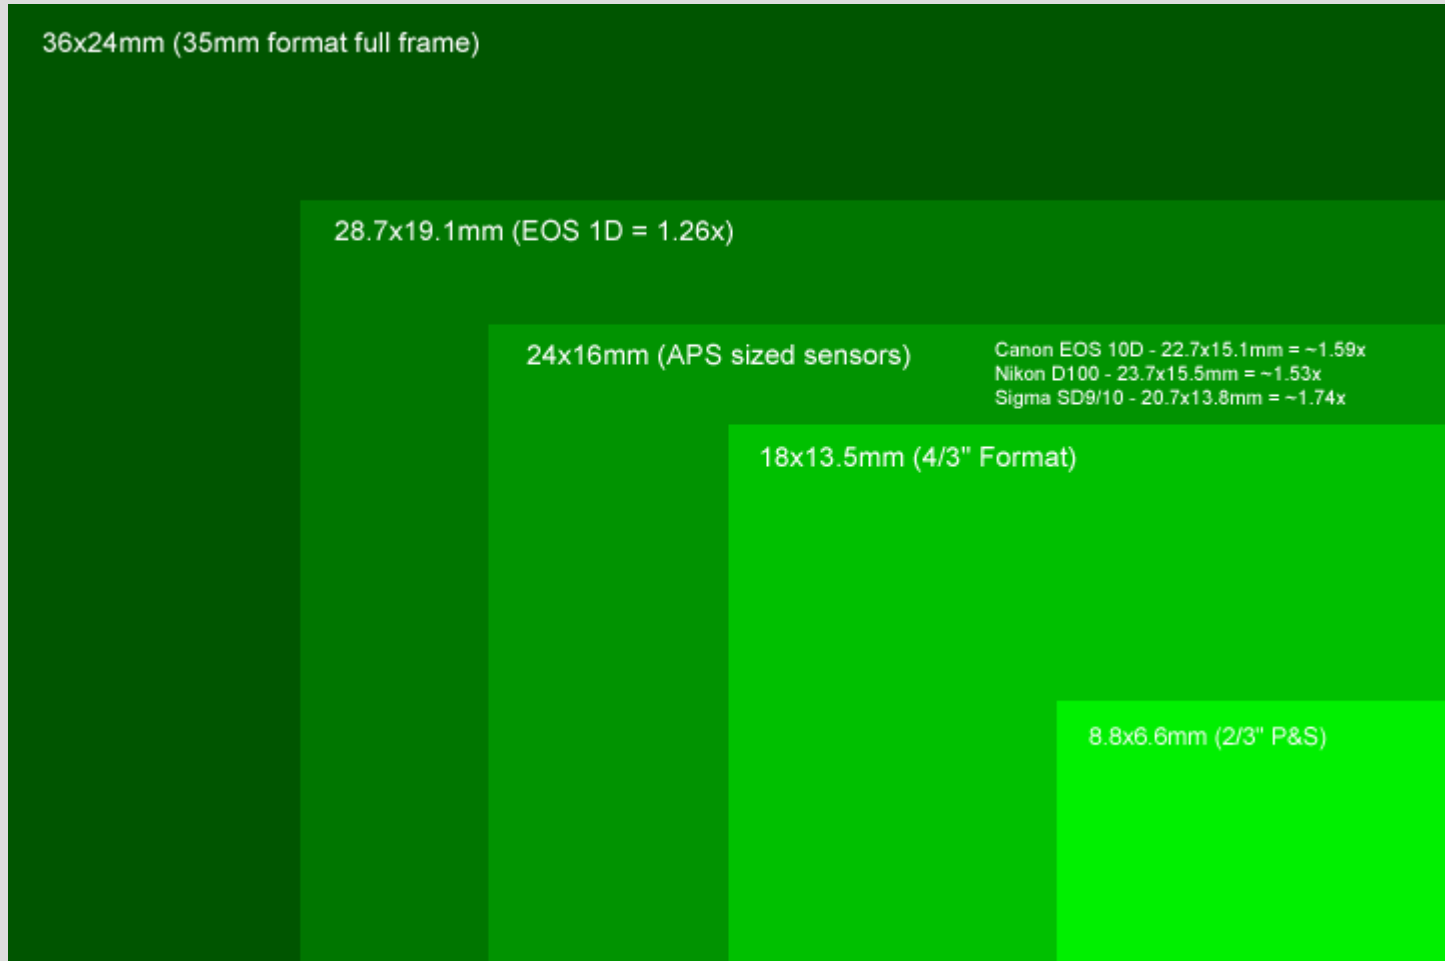 36x24mm (35mm format full frame)
28.7x19.1mm (EOS 1D = 1.26x)
24x16mm (APS sized sensors)
Canon EOS 10D - 22.7x15.1mm = ~1.59x
Nikon D100 - 23.7x15.5mm = ~1.53x
Sigma SD9/10 - 20.7x13.8mm = ~1.74x
18x13.5mm (4/3" Format)
8.8x6.6mm (2/3" P&S)